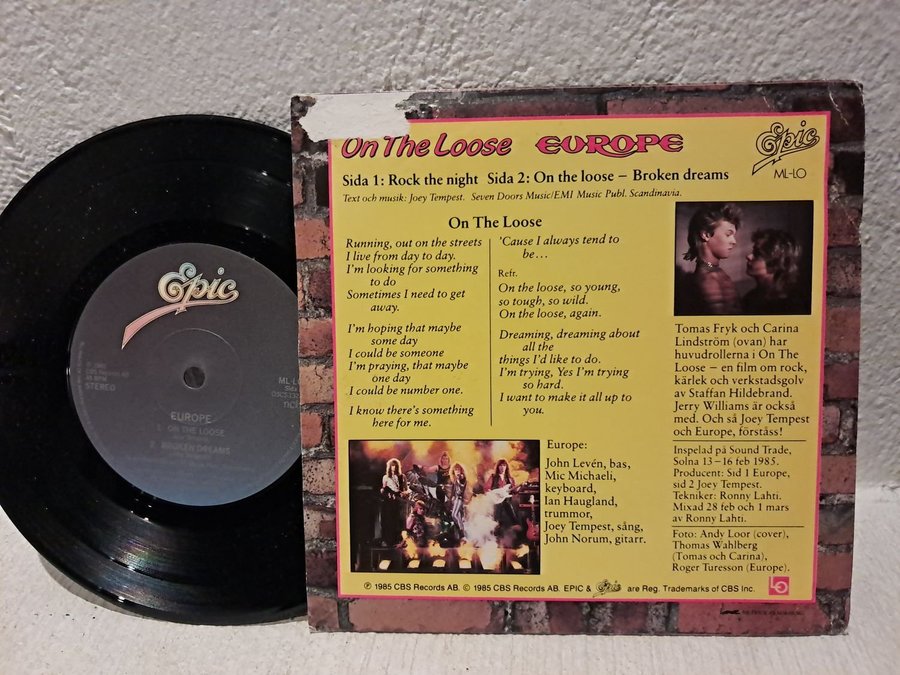 On The Loose EUROPE
Epic
ML-LO
Sida 1: Rock the night Sida 2: On the loose – Broken dreams
Text och musik: Joey Tempest. Seven Doors Music/EMI Music Publ. Scandinavia.
On The Loose
Running, out on the streets
I live from day to day.
I'm looking for something
to do
Sometimes I need to get
away.
I'm hoping that maybe
some day
I could be someone
I'm praying, that maybe
one day
I could be number one.
I know there's something
here for me.
'Cause I always tend to
be...
Refr.
On the loose, so young,
so tough, so wild.
On the loose, again.
Dreaming, dreaming about
all the
things I'd like to do.
I'm trying, Yes I'm trying
so hard.
I want to make it all up to
you.
Tomas Fryk och Carina
Lindström (ovan) har
huvudrollerna i On The
Loose – en film om rock,
kärlek och verkstadsgolv
av Staffan Hildebrand.
Jerry Williams är också
med. Och så Joey Tempest
och Europe, förståss!
Europe:
John Levén, bas,
Mic Michaeli,
keyboard,
Ian Haugland,
trummor,
Joey Tempest, sång,
John Norum, gitarr.
Inspelad på Sound Trade,
Solna 13–16 feb 1985.
Producent: Sid 1 Europe,
sid 2 Joey Tempest.
Tekniker: Ronny Lahti.
Mixad 28 feb och 1 mars
av Ronny Lahti.
Foto: Andy Loor (cover),
Thomas Wahlberg
(Tomas och Carina),
Roger Turesson (Europe).
℗ 1985 CBS Records AB. © 1985 CBS Records AB. EPIC & Epic are Reg. Trademarks of CBS Inc.
LO
Epic
STEREO
EUROPE
1. ON THE LOOSE
2. BROKEN DREAMS